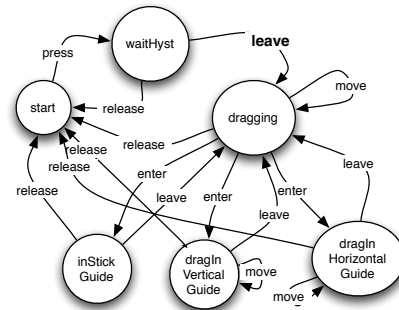 waitHyst
leave
press
move
start
release
dragging
release
release
release
enter
leave
release
enter
leave
enter
leave
inStick
Guide
dragIn
Vertical
Guide
move
dragIn
Horizontal
Guide
move